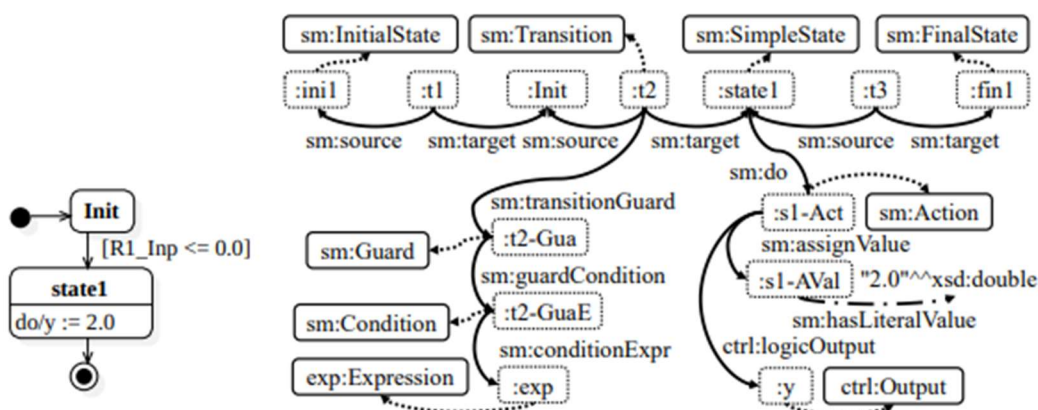 sm:InitialState sm:Transition sm:SimpleState sm:FinalState
:ini1 :t1 :Init :t2 :state1 :t3 :fin1
sm:source sm:target sm:source sm:target sm:source sm:target
sm:do
Init
[R1_Inp <= 0.0]
state1
do/y := 2.0
sm:transitionGuard
sm:Guard :t2-Gua
sm:guardCondition
sm:Condition :t2-GuaE
sm:conditionExpr
exp:Expression :exp
:s1-Act sm:Action
sm:assignValue
:s1-AVal "2.0"^^xsd:double
sm:hasLiteralValue
ctrl:logicOutput
:y ctrl:Output